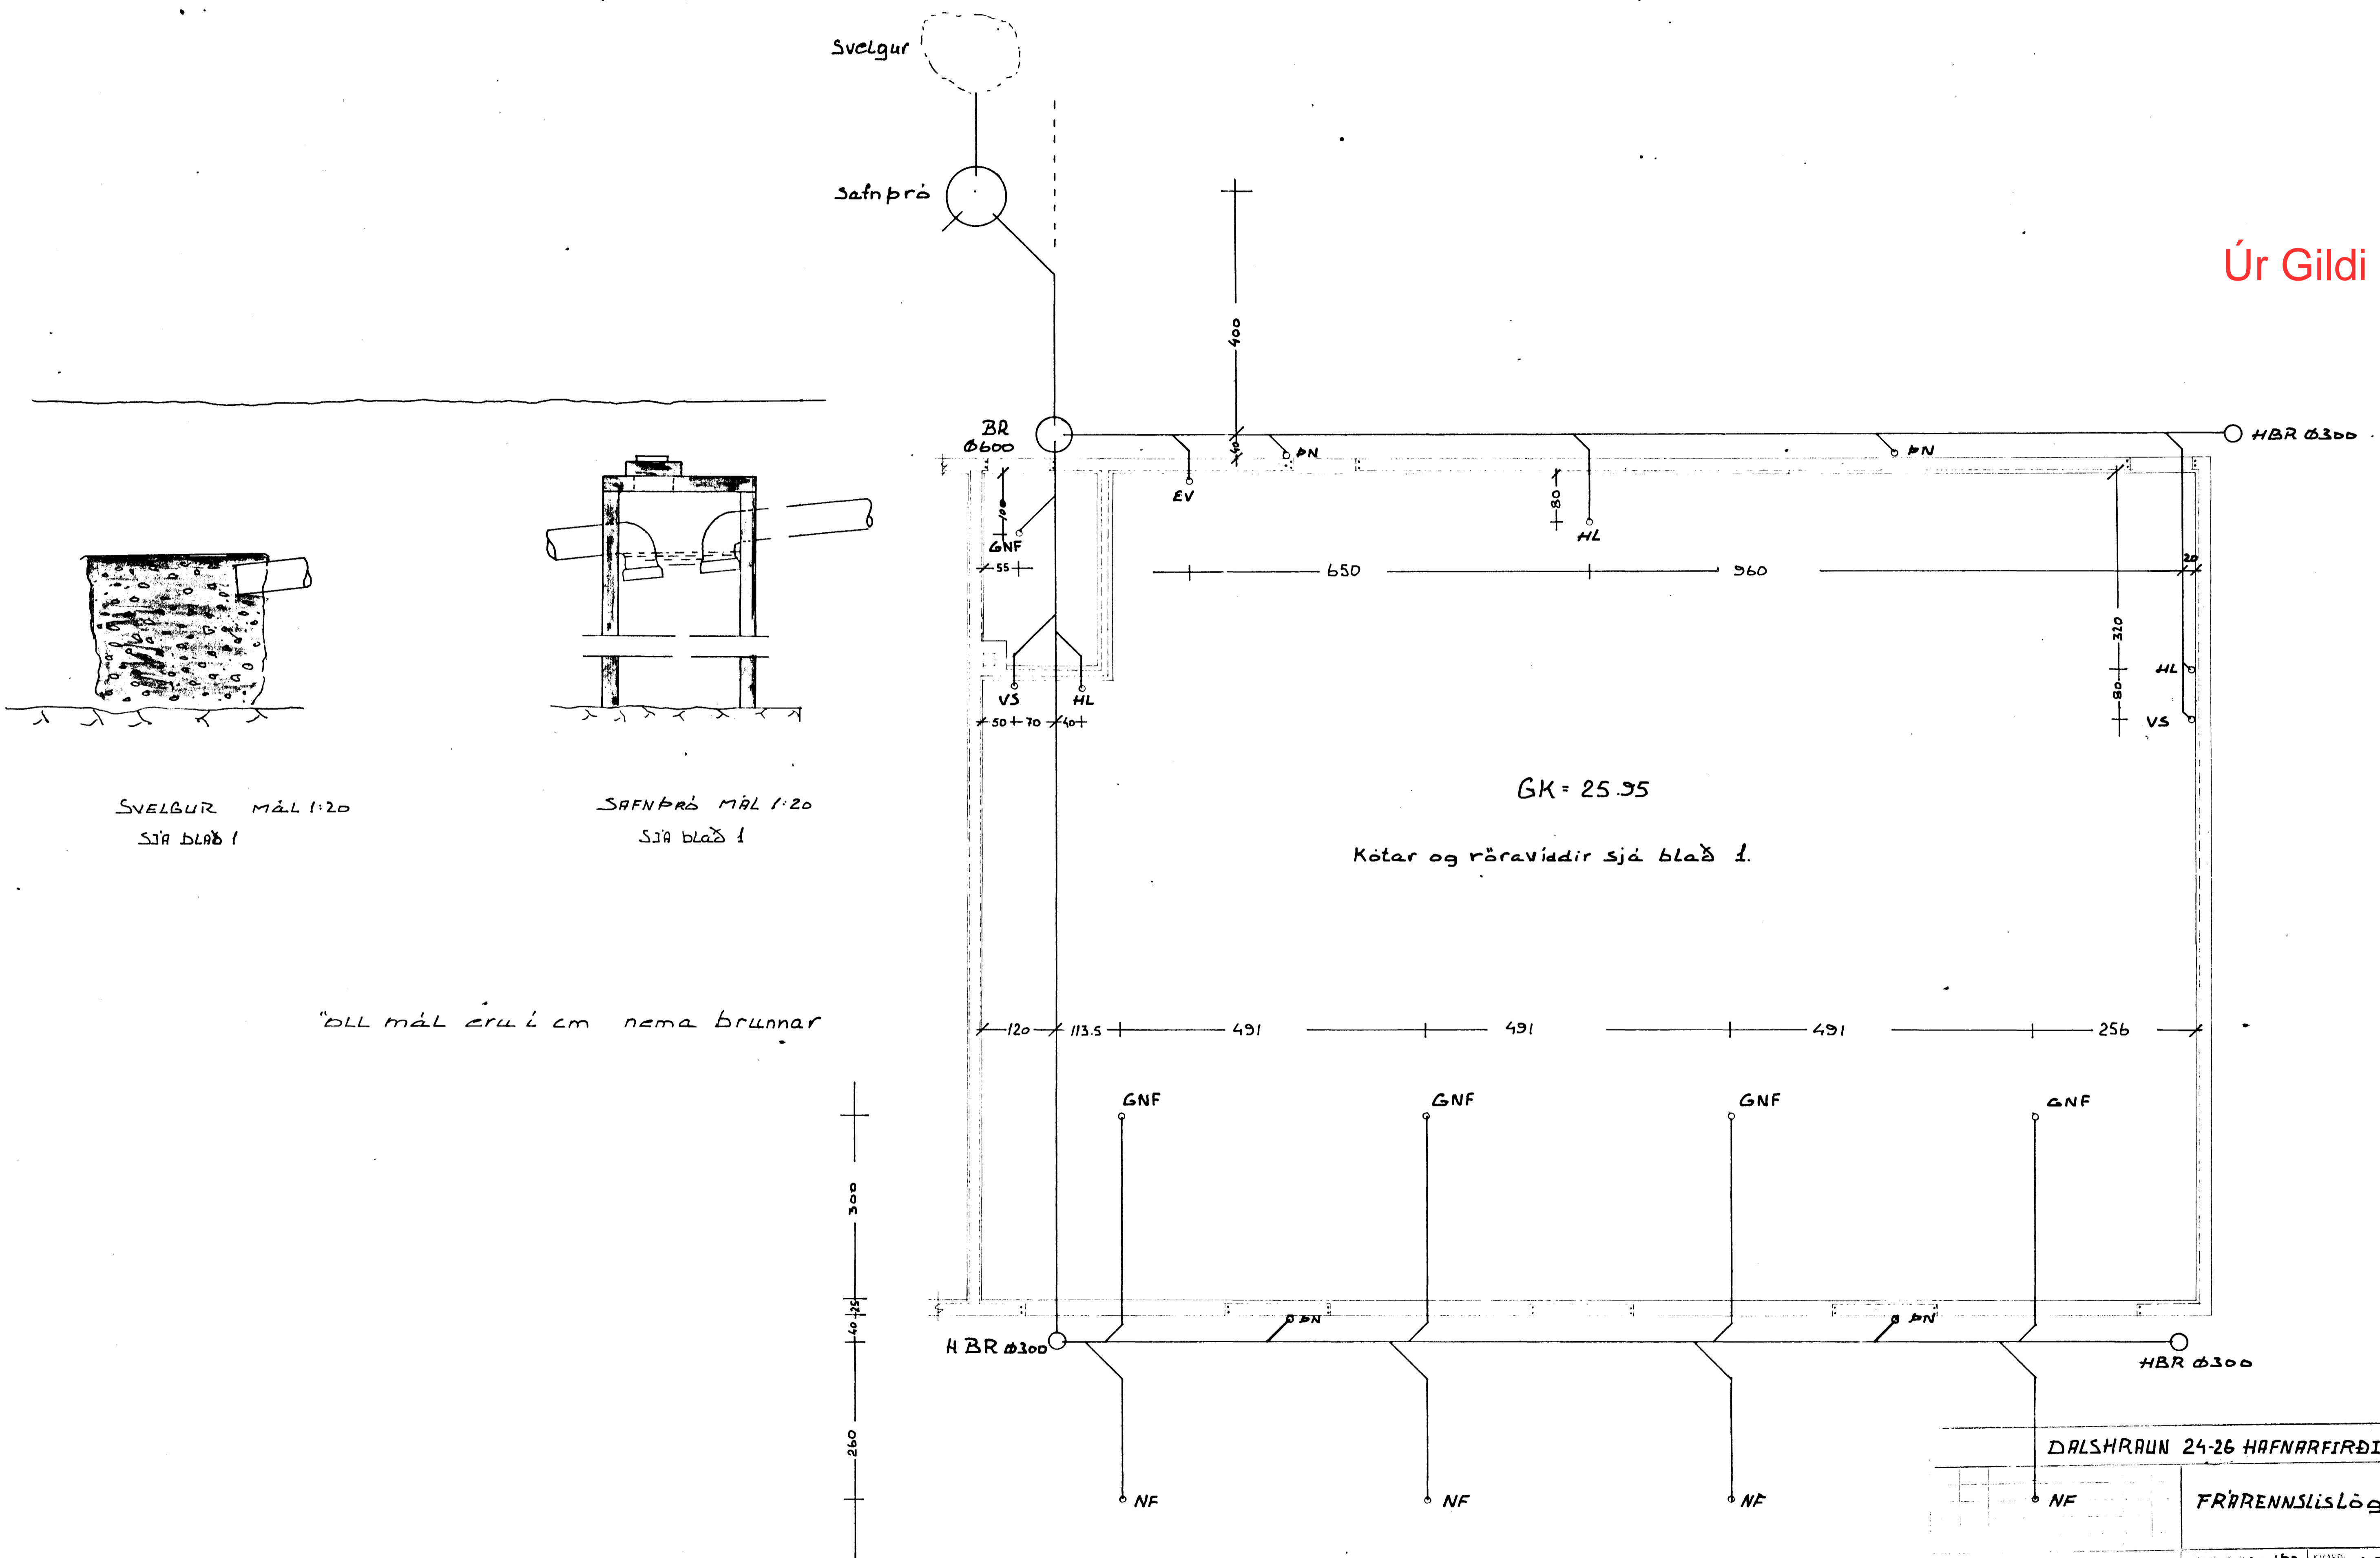 Svelgur
Safnþró
Úr Gildi
400
BR
Ø600
40
ÞN
ÞN
HBR Ø300
EV
100
GNF
55
80
HL
650
960
20
320
HL
80
VS
VS
HL
50 70 40
SVELGUR MÁL 1:20
SJÁ BLAÐ 1
SAFNÞRÓ MÁL 1:20
SJÁ blað 1
GK = 25.95
Kótar og röravíddir sjá blað 1.
Öll mál eru í cm nema brunnar
120 113.5 491 491 491 256
GNF
GNF
GNF
GNF
300
25
40
260
ÞN
ÞN
HBR Ø300
HBR Ø300
NF
NF
NF
NF
DALSHRAUN 24-26 HAFNARFIRÐI
FRÁRENNSLISLÖG